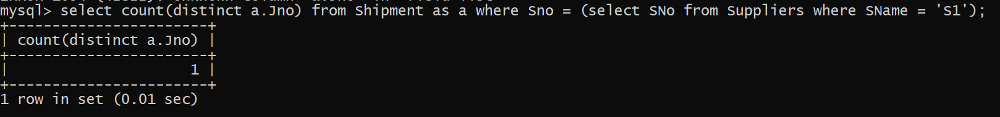 mysql> select count(distinct a.Jno) from Shipment as a where Sno = (select SNo from Suppliers where SName = 'S1');
+-----------------------+
| count(distinct a.Jno) |
+-----------------------+
|                     1 |
+-----------------------+
1 row in set (0.01 sec)